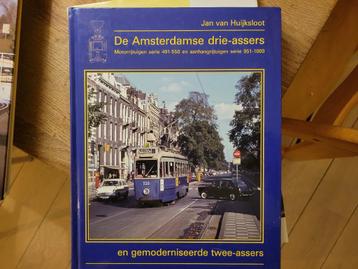 Jan van Huijksloot
De Amsterdamse drie-assers
Motorrijtuigen serie 491-550 en aanhangrijtuigen serie 951-1000
533
en gemoderniseerde twee-assers